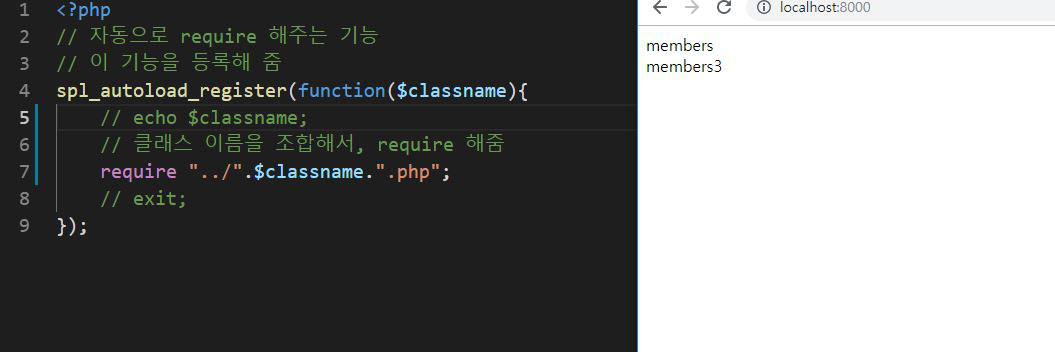 1 <?php
2 // 자동으로 require 해주는 기능
3 // 이 기능을 등록해 줌
4 spl_autoload_register(function($classname){
5     // echo $classname;
6     // 클래스 이름을 조합해서, require 해줌
7     require "../".$classname.".php";
8     // exit;
9 });
localhost:8000
members
members3